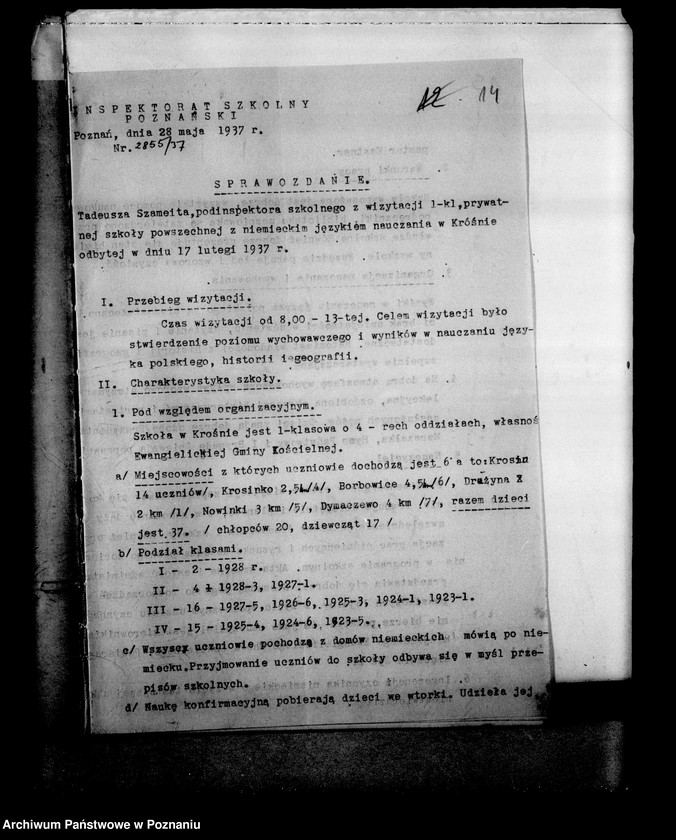 12 . 14
INSPEKTORAT SZKOLNY
POZNAŃSKI
Poznań, dnia 28 maja 1937 r.
Nr. 2855/37
SPRAWOZDANIE.
Tadeusza Szameita,podinspektora szkolnego z wizytacji 1-kl,prywat-
nej szkoły powszechnej z niemieckim językiem nauczania w Króśnie
odbytej w dniu 17 lutegi 1937 r.
I. Przebieg wizytacji.
Czas wizytacji od 8,00 - 13-tej. Celem wizytacji było
stwierdzenie poziomu wychowawczego i wyników w nauczaniu języ-
ka polskiego, historii i geografii.
II. Charakterystyka szkoły.
1. Pod względem organizacyjnym.
Szkoła w Krośnie jest 1-klasowa o 4 - rech oddziałach, własnoś
Ewangielickiej Gminy Kościelnej.
a/ Miejscowości z których uczniowie dochodzą jest 6 a to:Krosin
14 uczniów/, Krosinko 2,5 /4/, Borbowice 4,5 /6/, Drużyna
2 km /1/, Nowinki 3 km /5/, Dymaczewo 4 km /7/, razem dzieci
jest 37. / chłopców 20, dziewcząt 17 /
b/ Podział klasami.
I - 2 - 1928 r.
II - 4 - 1928-3, 1927-1.
III - 16 - 1927-5, 1926-6, 1925-3, 1924-1, 1923-1.
IV - 15 - 1925-4, 1924-6, 1923-5.
c/ Wszyscy uczniowie pochodzą z domów niemieckich mówią po nie-
miecku.Przyjmowanie uczniów do szkoły odbywa się w myśl prze-
pisów szkolnych.
d/ Naukę konfirmacyjną pobierają dzieci we wtorki. Udziela jej
Archiwum Państwowe w Poznaniu